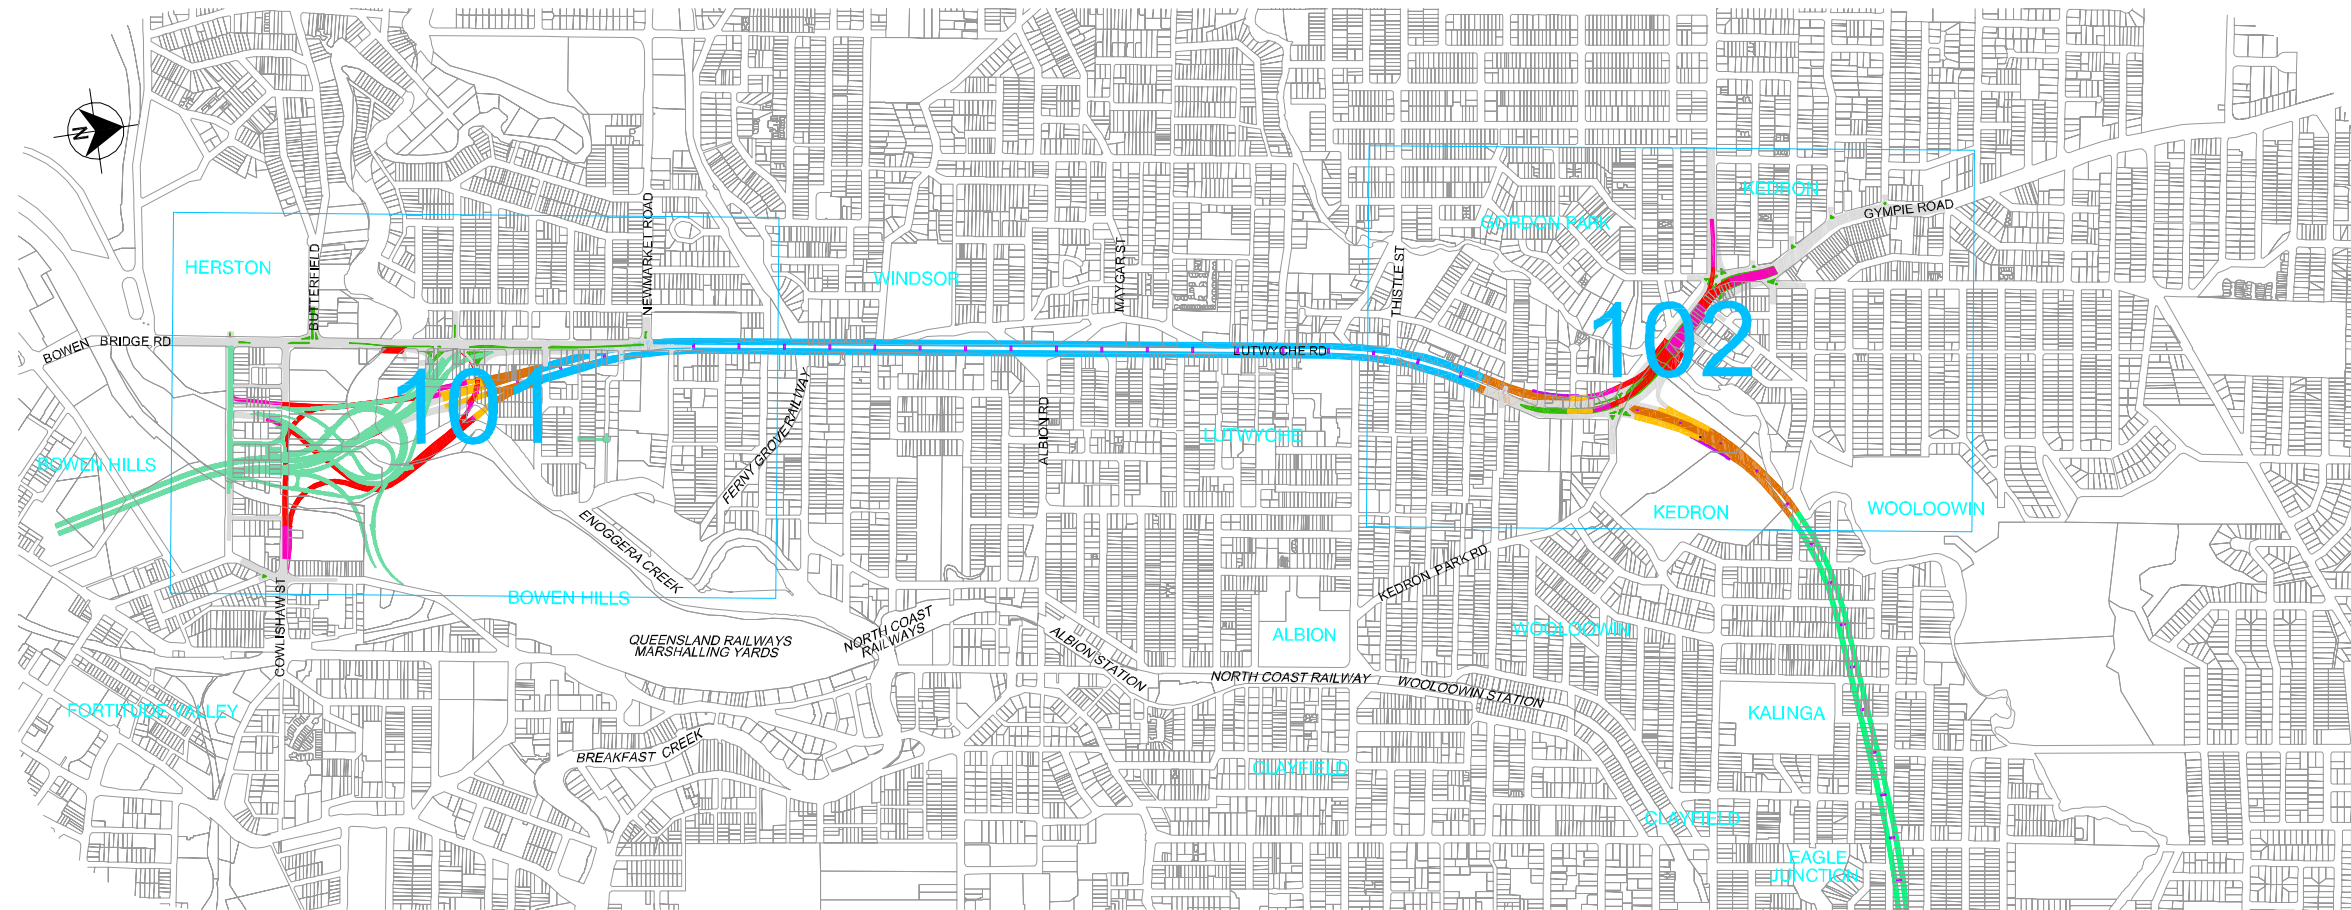 N
KEDRON
GYMPIE ROAD
GORDON PARK
NEWMARKET ROAD
BUTTERFIELD
HERSTON
WINDSOR
MAYGAR ST
THISTLE ST
BOWEN BRIDGE RD
LUTWYCHE RD
102
101
FERNY GROVE RAILWAY
ALBION RD
LUTWYCHE
BOWEN HILLS
KEDRON
WOOLOOWIN
ENOGGERA CREEK
KEDRON PARK RD
BOWEN HILLS
COWLISHAW ST
QUEENSLAND RAILWAYS
MARSHALLING YARDS
NORTH COAST
RAILWAYS
ALBION STATION
ALBION
WOOLOOWIN
NORTH COAST RAILWAY
WOOLOOWIN STATION
FORTITUDE VALLEY
KALINGA
BREAKFAST CREEK
CLAYFIELD
CLAYFIELD
EAGLE
JUNCTION